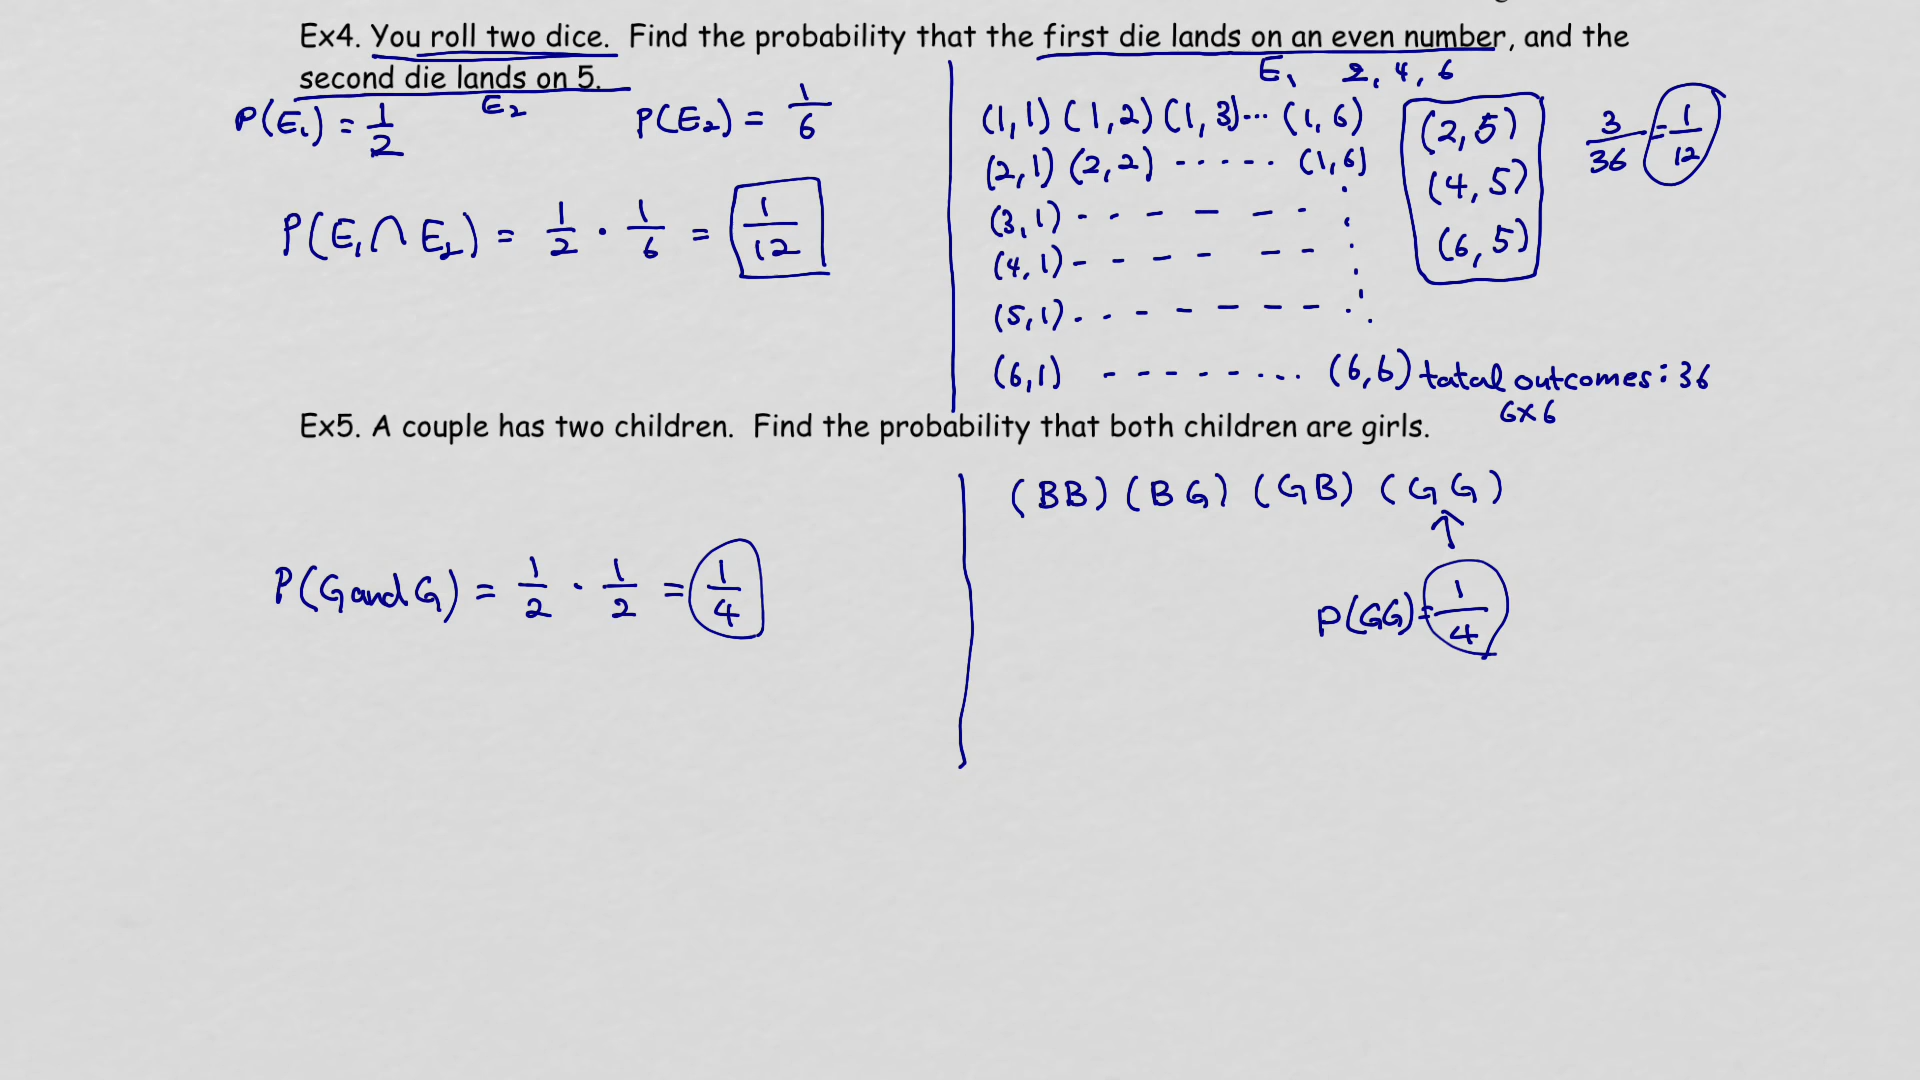 Ex4. You roll two dice. Find the probability that the first die lands on an even number, and the
second die lands on 5.
E₁ 2, 4, 6
E₂
P(E₁) = 1/2
P(E₂) = 1/6
P(E₁ ∩ E₂) = 1/2 · 1/6 = 1/12
(1,1) (1,2) (1,3)... (1,6)
(2,1) (2,2) ----- (1,6)
(3,1) - - - - - -
(4,1) - - - - - -
(5,1) - - - - - - - -
(6,1) - - - - - - ... (6,6) tatal outcomes: 36
6x6
(2,5)
(4,5)
(6,5)
3/36 = 1/12
Ex5. A couple has two children. Find the probability that both children are girls.
P(G and G) = 1/2 · 1/2 = 1/4
(BB) (BG) (GB) (GG)
↑
P(GG) = 1/4